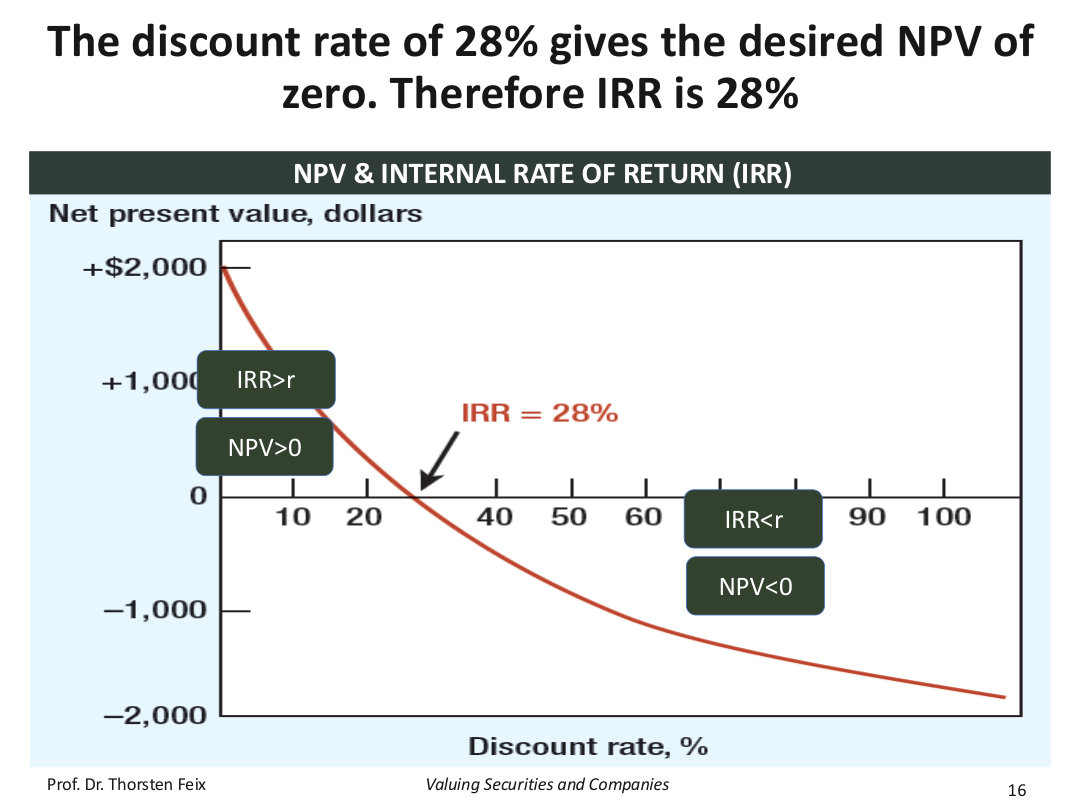 The discount rate of 28% gives the desired NPV of
zero. Therefore IRR is 28%
NPV & INTERNAL RATE OF RETURN (IRR)
Net present value, dollars
+$2,000
+1,000
0
−1,000
−2,000
IRR>r
NPV>0
IRR = 28%
10 20 40 50 60 90 100
IRR<r
NPV<0
Discount rate, %
Prof. Dr. Thorsten Feix
Valuing Securities and Companies
16